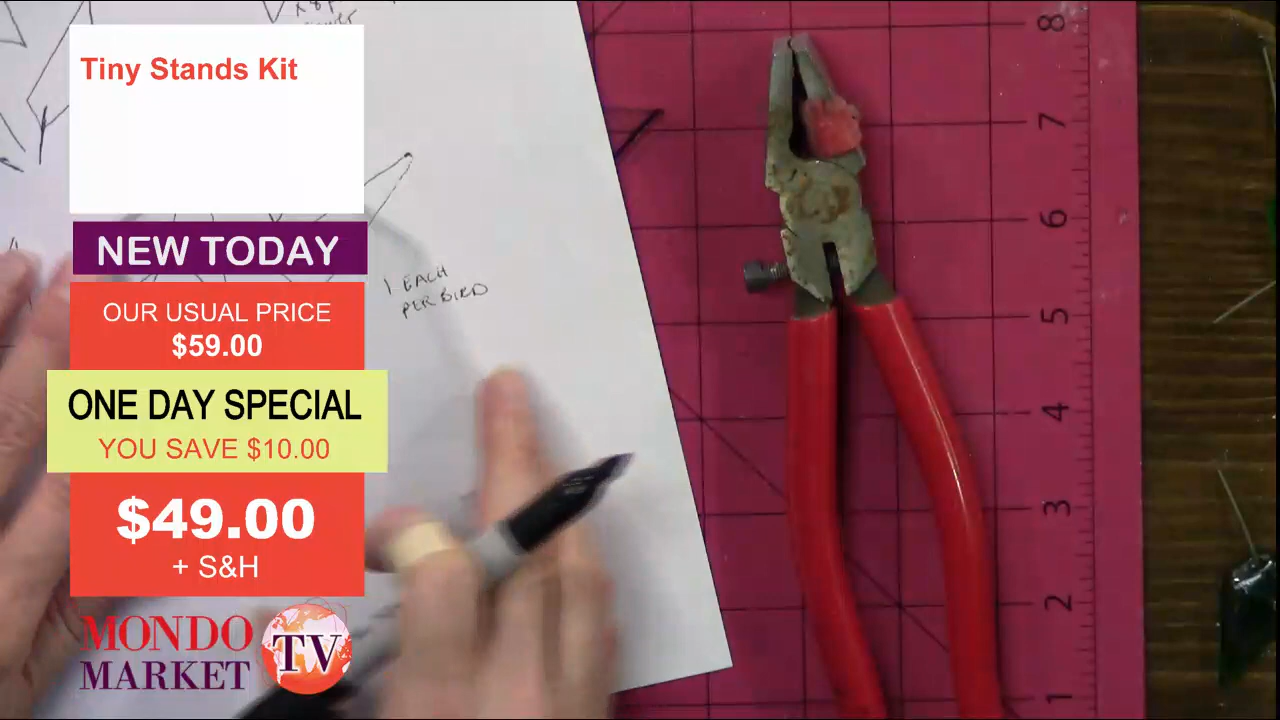 Tiny Stands Kit
NEW TODAY
OUR USUAL PRICE
$59.00
ONE DAY SPECIAL
YOU SAVE $10.00
$49.00
+ S&H
MONDO
MARKET
TV
1 EACH
PER BIRD
8
7
6
5
4
3
2
1